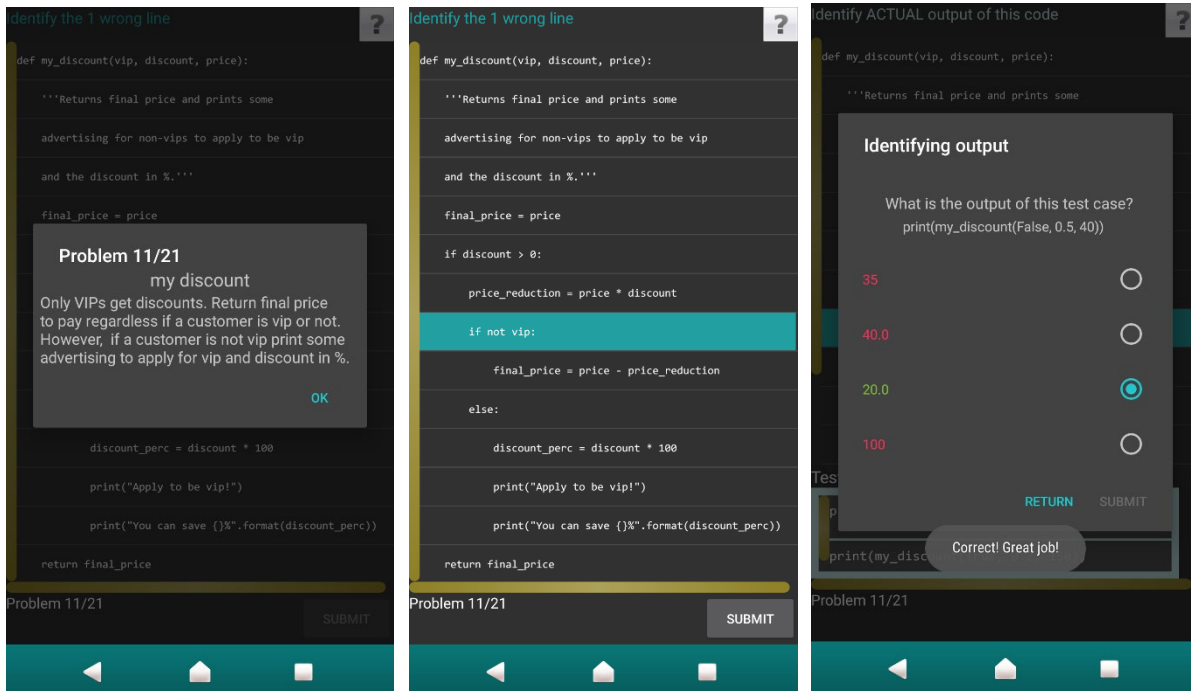 Identify the 1 wrong line
?
def my_discount(vip, discount, price):
'''Returns final price and prints some
advertising for non-vips to apply to be vip
and the discount in %.'''
final_price = price
Problem 11/21
my discount
Only VIPs get discounts. Return final price
to pay regardless if a customer is vip or not.
However,  if a customer is not vip print some
advertising to apply for vip and discount in %.
OK
discount_perc = discount * 100
print("Apply to be vip!")
print("You can save {}%".format(discount_perc))
return final_price
Problem 11/21
SUBMIT
Identify the 1 wrong line
?
def my_discount(vip, discount, price):
'''Returns final price and prints some
advertising for non-vips to apply to be vip
and the discount in %.'''
final_price = price
if discount > 0:
price_reduction = price * discount
if not vip:
final_price = price - price_reduction
else:
discount_perc = discount * 100
print("Apply to be vip!")
print("You can save {}%".format(discount_perc))
return final_price
Problem 11/21
SUBMIT
Identify ACTUAL output of this code
?
def my_discount(vip, discount, price):
'''Returns final price and prints some
Identifying output
What is the output of this test case?
print(my_discount(False, 0.5, 40))
35
40.0
20.0
100
RETURN
SUBMIT
Tes
p
print(my_disc
Correct! Great job!
Problem 11/21